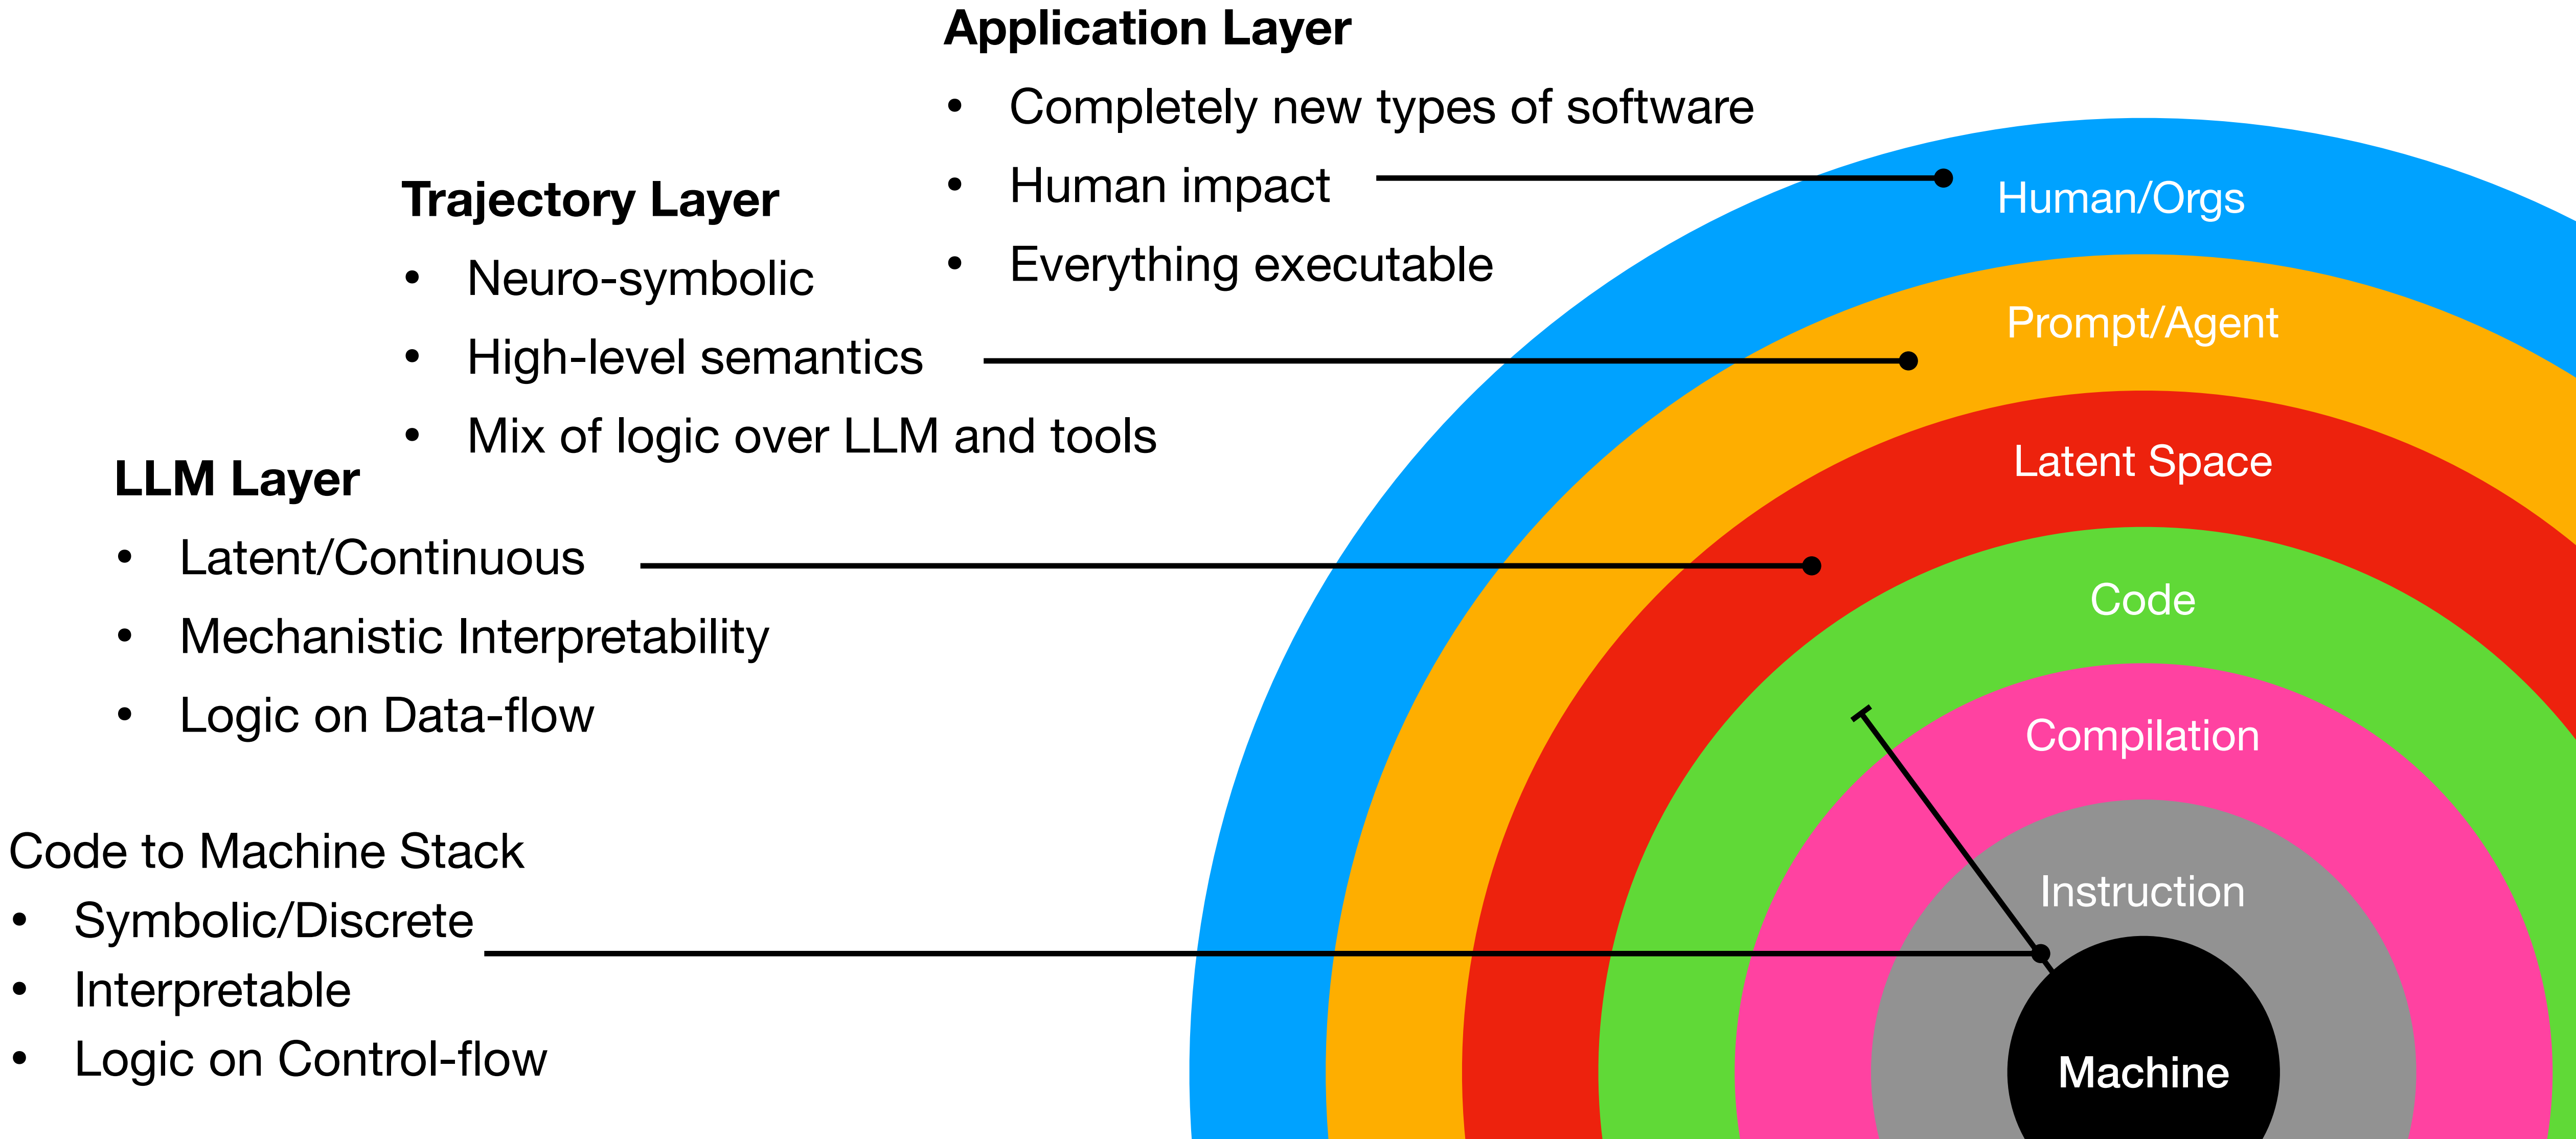 Application Layer
• Completely new types of software
• Human impact
• Everything executable
Trajectory Layer
• Neuro-symbolic
• High-level semantics
• Mix of logic over LLM and tools
LLM Layer
• Latent/Continuous
• Mechanistic Interpretability
• Logic on Data-flow
Code to Machine Stack
• Symbolic/Discrete
• Interpretable
• Logic on Control-flow
Human/Orgs
Prompt/Agent
Latent Space
Code
Compilation
Instruction
Machine